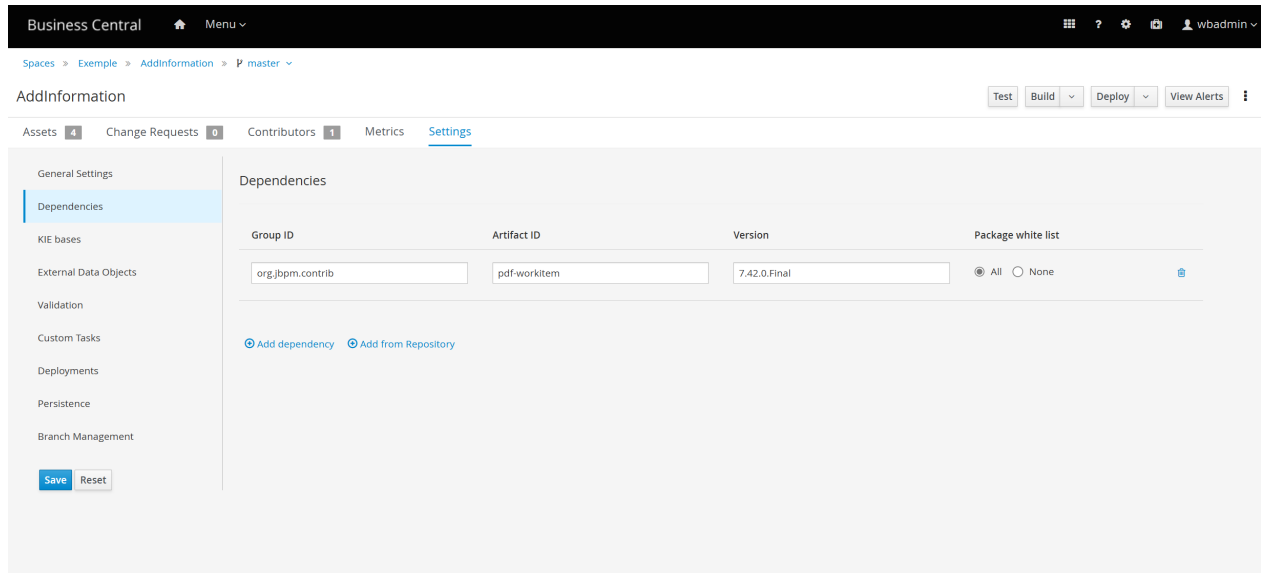 Business Central Menu ? wbadmin
Spaces » Exemple » AddInformation » master
AddInformation Test Build Deploy View Alerts
Assets 4 Change Requests 0 Contributors 1 Metrics Settings
General Settings
Dependencies
KIE bases
External Data Objects
Validation
Custom Tasks
Deployments
Persistence
Branch Management
Save Reset
Dependencies
Group ID Artifact ID Version Package white list
org.jbpm.contrib pdf-workitem 7.42.0.Final All None
Add dependency Add from Repository